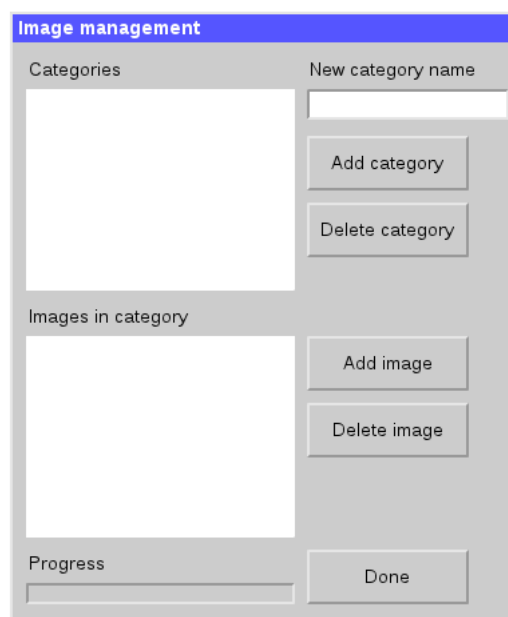 Image management
Categories
New category name
Add category
Delete category
Images in category
Add image
Delete image
Progress
Done